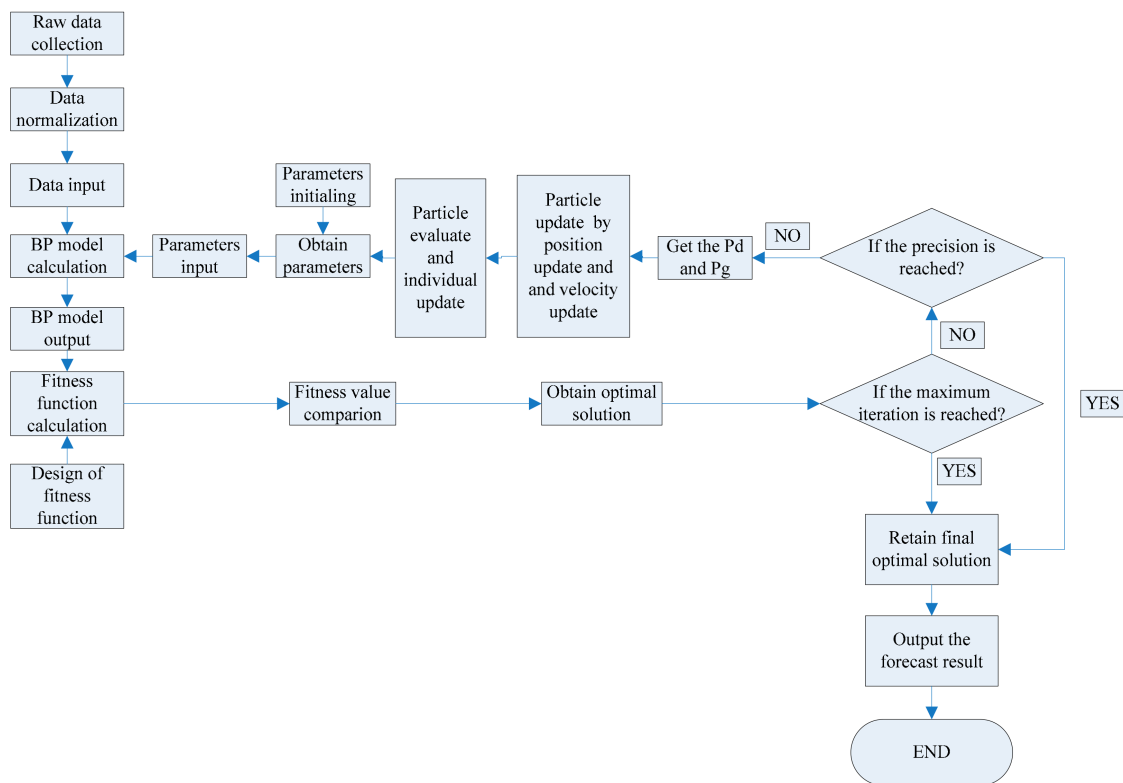 Raw data
collection
Data
normalization
Data input
BP model
calculation
BP model
output
Fitness
function
calculation
Design of
fitness
function
Parameters
input
Parameters
initialing
Obtain
parameters
Particle
evaluate
and
individual
update
Particle
update by
position
update and
and velocity
update
Get the Pd
and Pg
NO
If the precision is
reached?
NO
Fitness value
comparion
Obtain optimal
solution
If the maximum
iteration is reached?
YES
YES
Retain final
optimal solution
Output the
forecast result
END